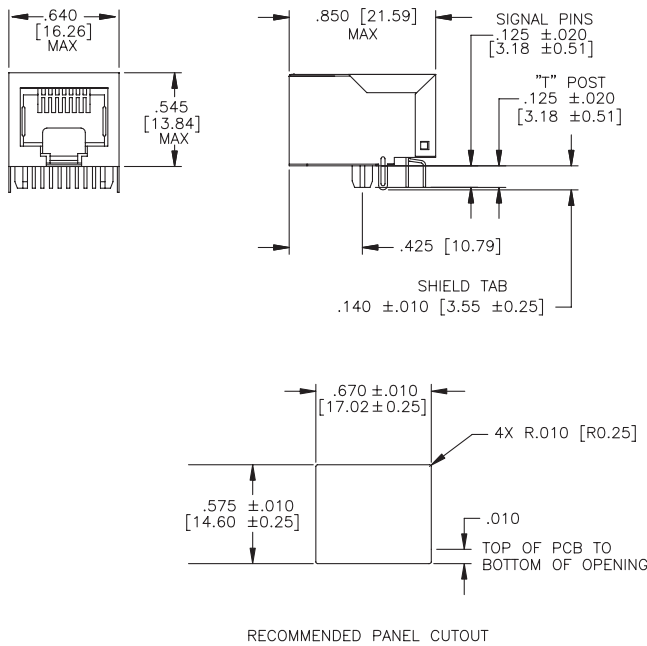 .640
[16.26]
MAX
.545
[13.84]
MAX
.850 [21.59]
MAX
SIGNAL PINS
.125 ±.020
[3.18 ±0.51]
"T" POST
.125 ±.020
[3.18 ±0.51]
.425 [10.79]
SHIELD TAB
.140 ±.010 [3.55 ±0.25]
.670 ±.010
[17.02 ±0.25]
4X R.010 [R0.25]
.575 ±.010
[14.60 ±0.25]
.010
TOP OF PCB TO
BOTTOM OF OPENING
RECOMMENDED PANEL CUTOUT